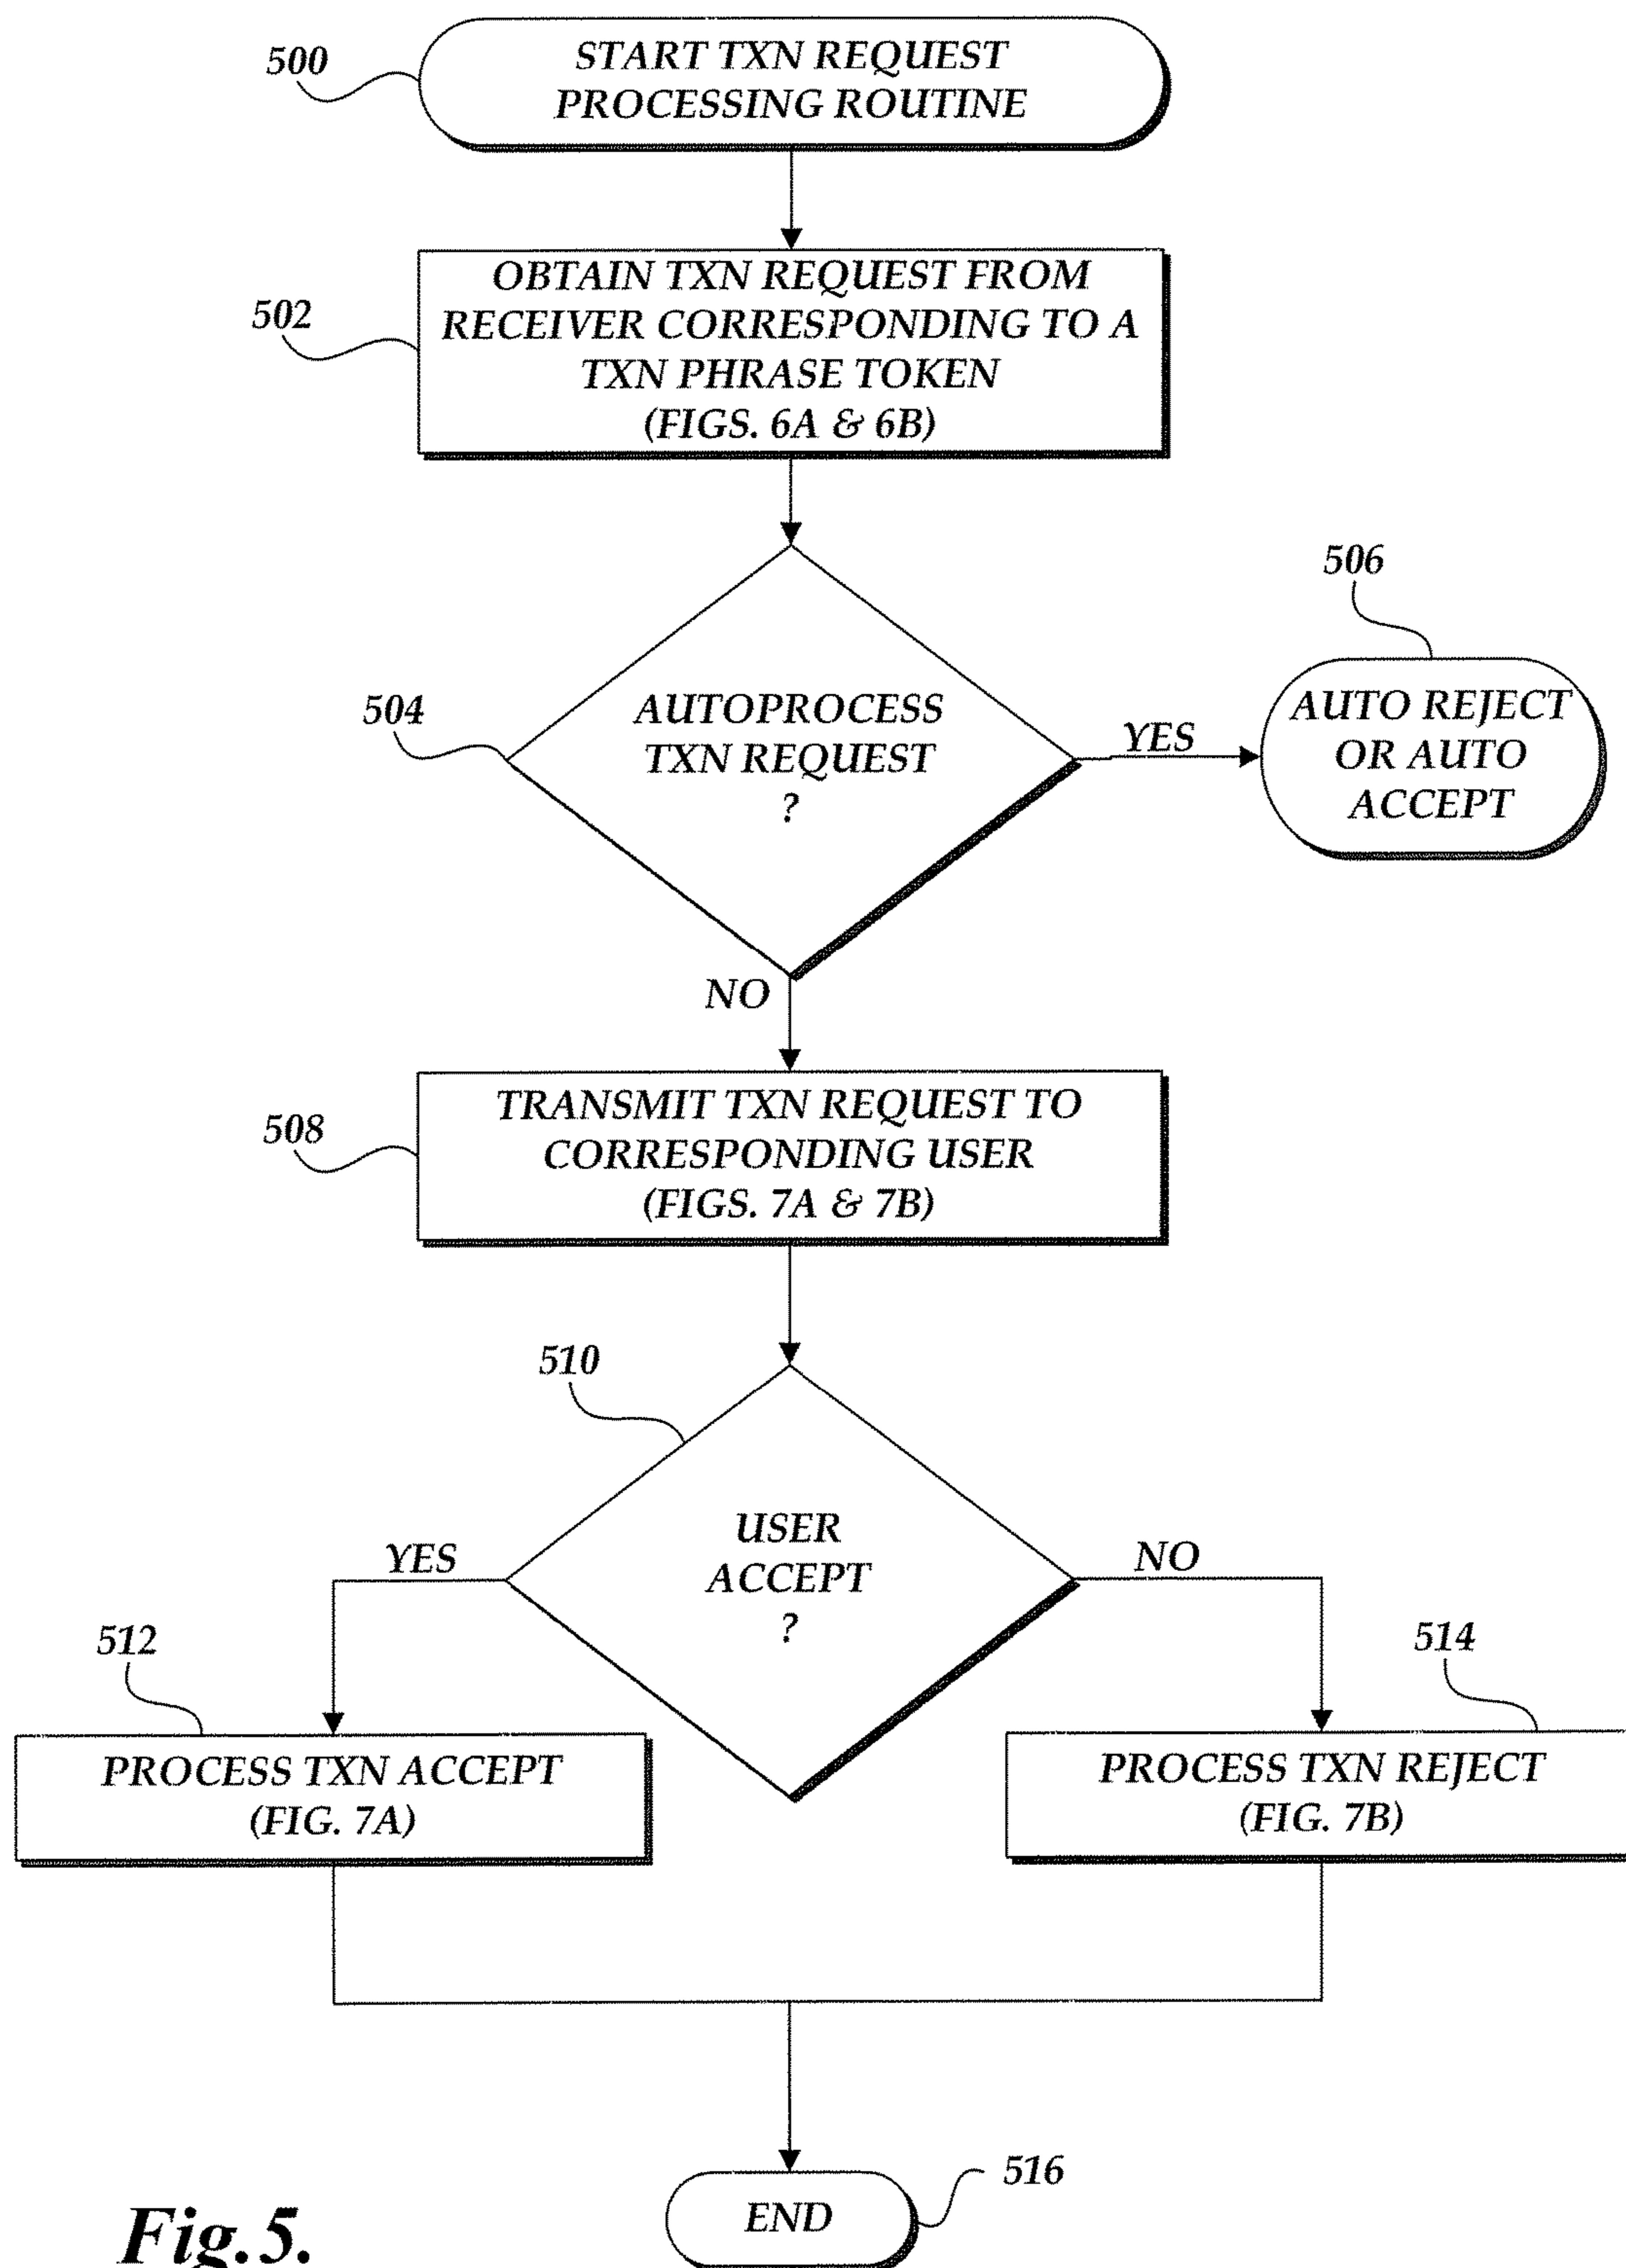 500
START TXN REQUEST
PROCESSING ROUTINE
502
OBTAIN TXN REQUEST FROM
RECEIVER CORRESPONDING TO A
TXN PHRASE TOKEN
(FIGS. 6A & 6B)
504
AUTOPROCESS
TXN REQUEST
?
YES
506
AUTO REJECT
OR AUTO
ACCEPT
NO
508
TRANSMIT TXN REQUEST TO
CORRESPONDING USER
(FIGS. 7A & 7B)
510
USER
ACCEPT
?
YES
NO
512
PROCESS TXN ACCEPT
(FIG. 7A)
514
PROCESS TXN REJECT
(FIG. 7B)
END
516
Fig.5.